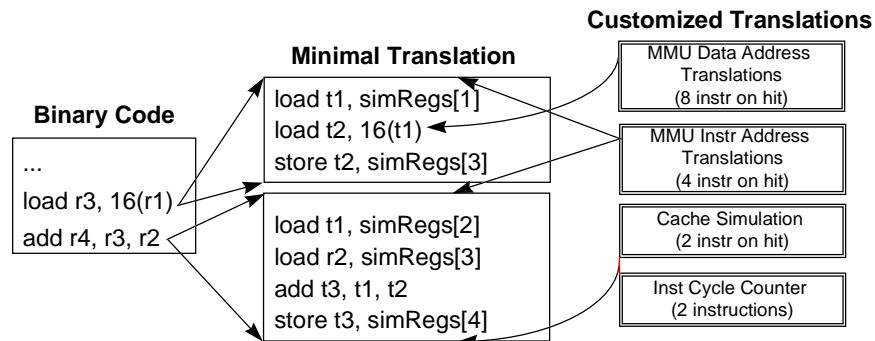 Customized Translations
Minimal Translation
Binary Code
...
load r3, 16(r1)
add r4, r3, r2
load t1, simRegs[1]
load t2, 16(t1)
store t2, simRegs[3]
load t1, simRegs[2]
load r2, simRegs[3]
add t3, t1, t2
store t3, simRegs[4]
MMU Data Address
Translations
(8 instr on hit)
MMU Instr Address
Translations
(4 instr on hit)
Cache Simulation
(2 instr on hit)
Inst Cycle Counter
(2 instructions)